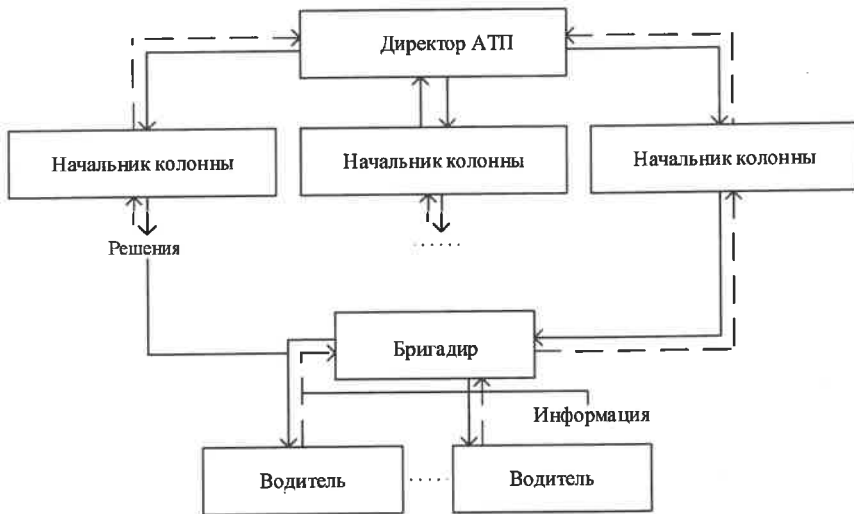 Директор АТП
Начальник колонны
Начальник колонны
Начальник колонны
Решения
......
Бригадир
Информация
Водитель
.....
Водитель